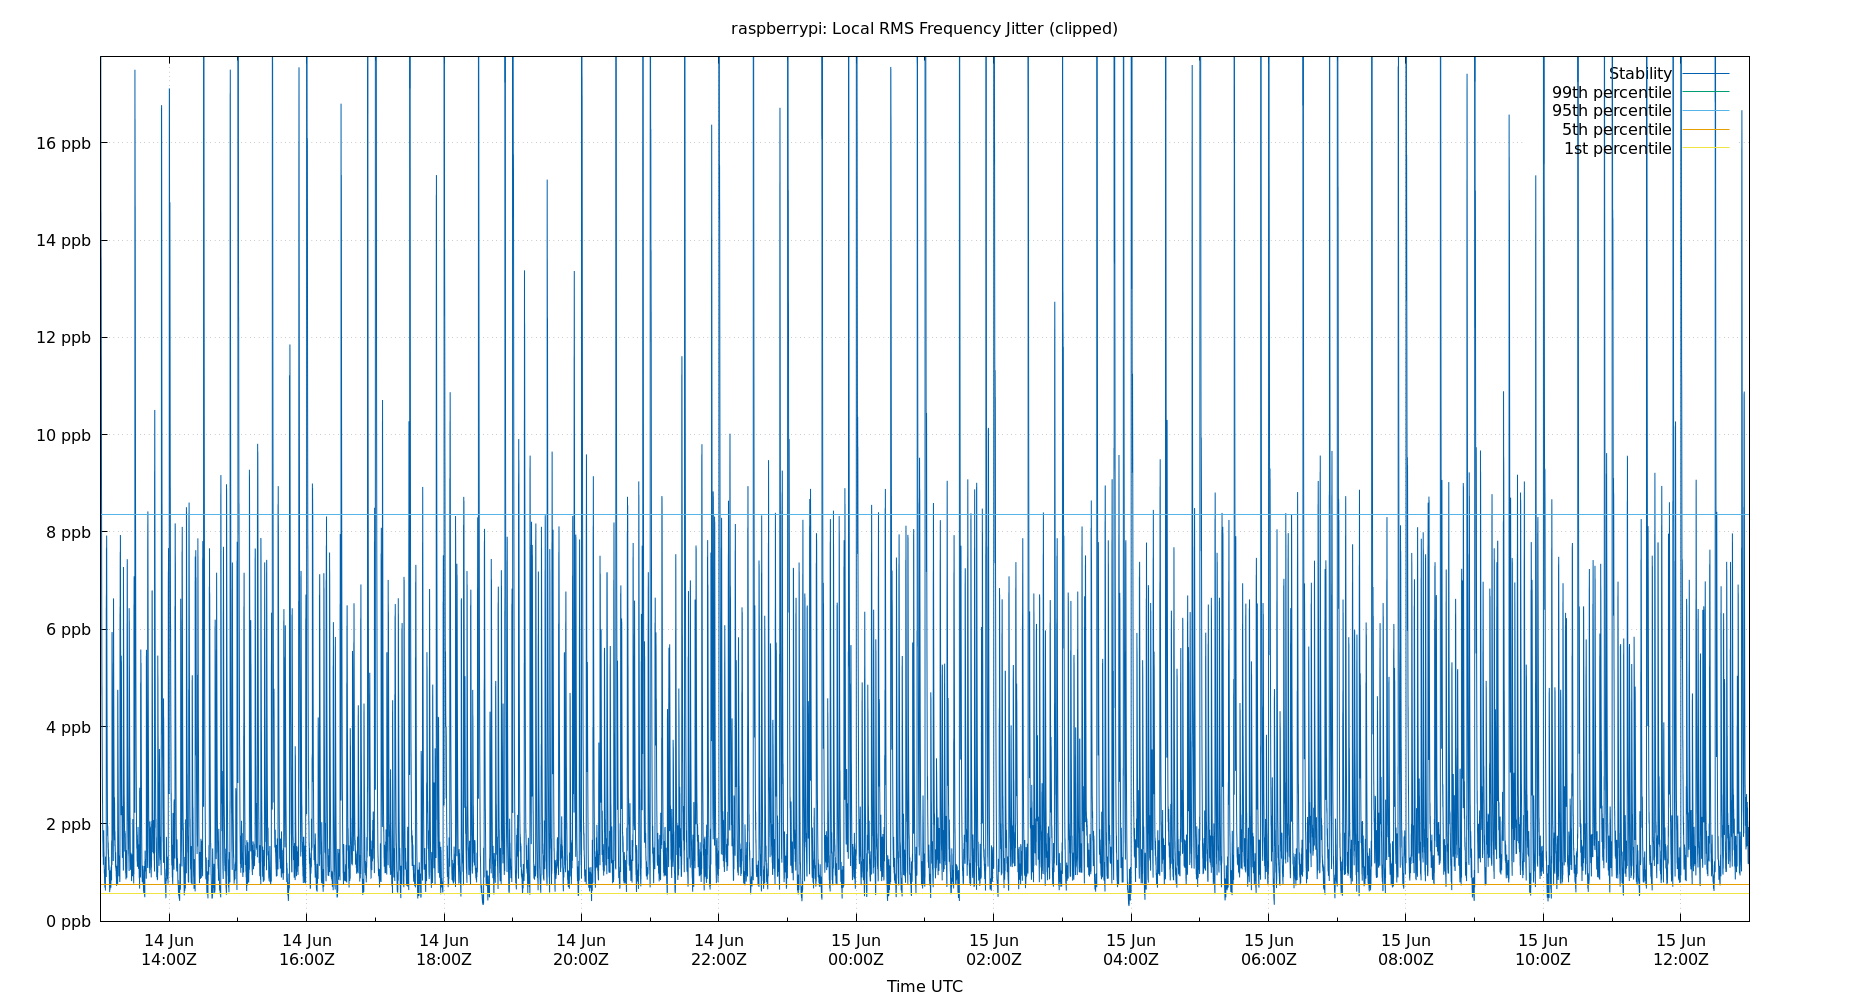 raspberrypi: Local RMS Frequency Jitter (clipped)
Stability
99th percentile
95th percentile
5th percentile
1st percentile
16 ppb
14 ppb
12 ppb
10 ppb
8 ppb
6 ppb
4 ppb
2 ppb
0 ppb
14 Jun 14 Jun 14 Jun 14 Jun 14 Jun 15 Jun 15 Jun 15 Jun 15 Jun 15 Jun 15 Jun 15 Jun
14:00Z 16:00Z 18:00Z 20:00Z 22:00Z 00:00Z 02:00Z 04:00Z 06:00Z 08:00Z 10:00Z 12:00Z
Time UTC